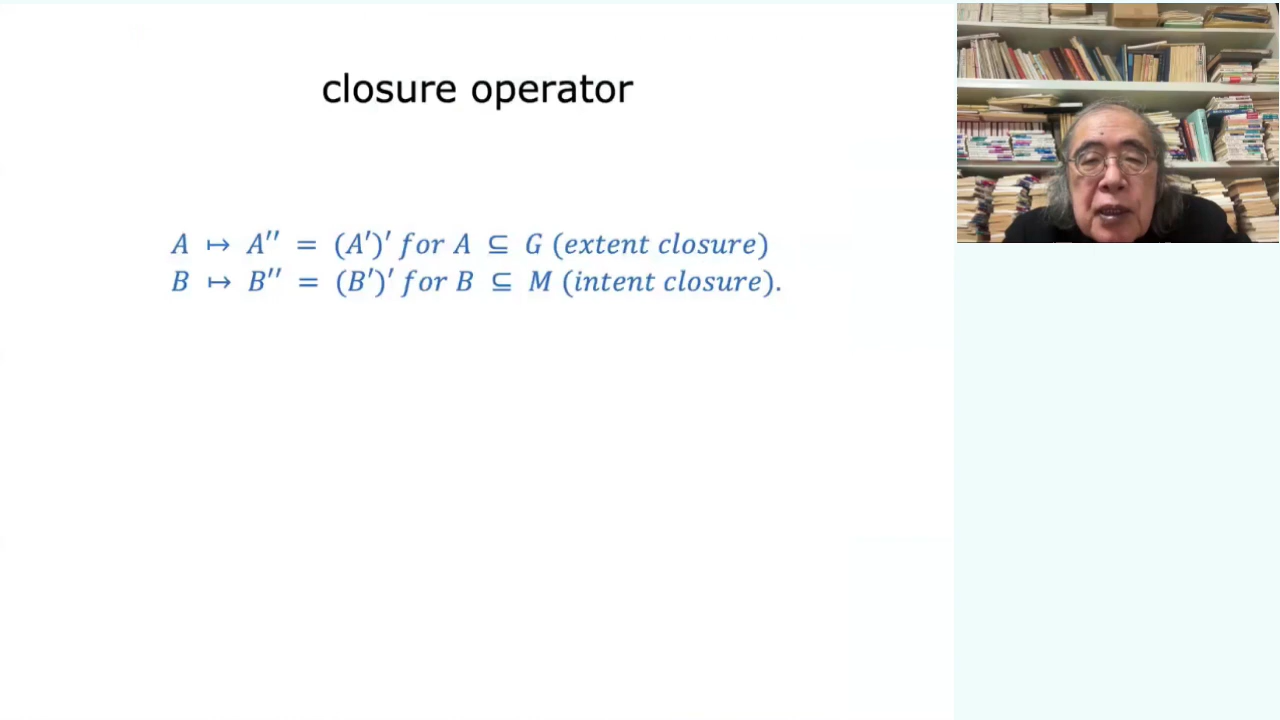 closure operator
A ↦ A′′ = (A′)′ for A ⊆ G (extent closure)
B ↦ B′′ = (B′)′ for B ⊆ M (intent closure).